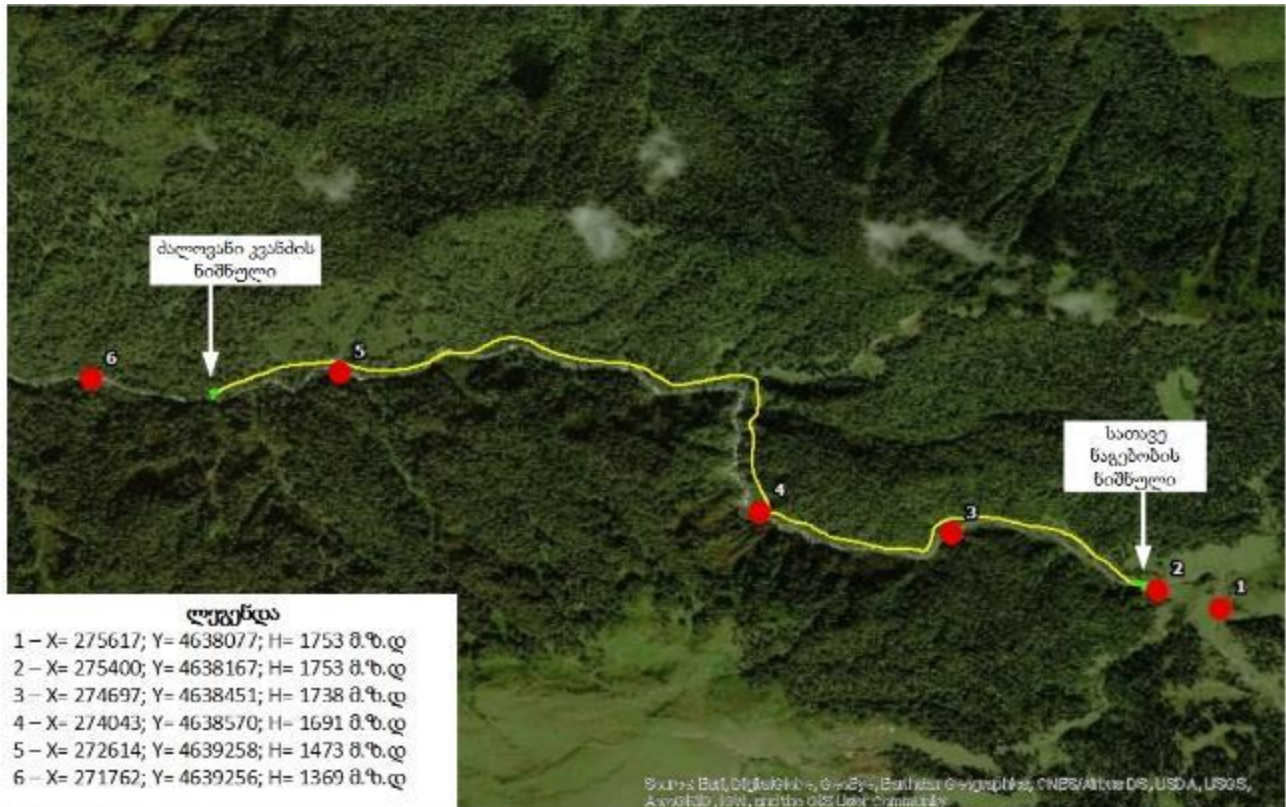 ძალოვანი კვანძის
ნიშნული
6
5
სათავე
ნაგებობის
ნიშნული
4
3
2
1
ლეგენდა
1 – X= 275617; Y= 4638077; H= 1753 მ.ზ.დ
2 – X= 275400; Y= 4638167; H= 1753 მ.ზ.დ
3 – X= 274697; Y= 4638451; H= 1738 მ.ზ.დ
4 – X= 274043; Y= 4638570; H= 1691 მ.ზ.დ
5 – X= 272614; Y= 4639258; H= 1473 მ.ზ.დ
6 – X= 271762; Y= 4639256; H= 1369 მ.ზ.დ
Source: Esri, DigitalGlobe, GeoEye, Earthstar Geographics, CNES/Airbus DS, USDA, USGS,
AeroGRID, IGN, and the GIS User Community